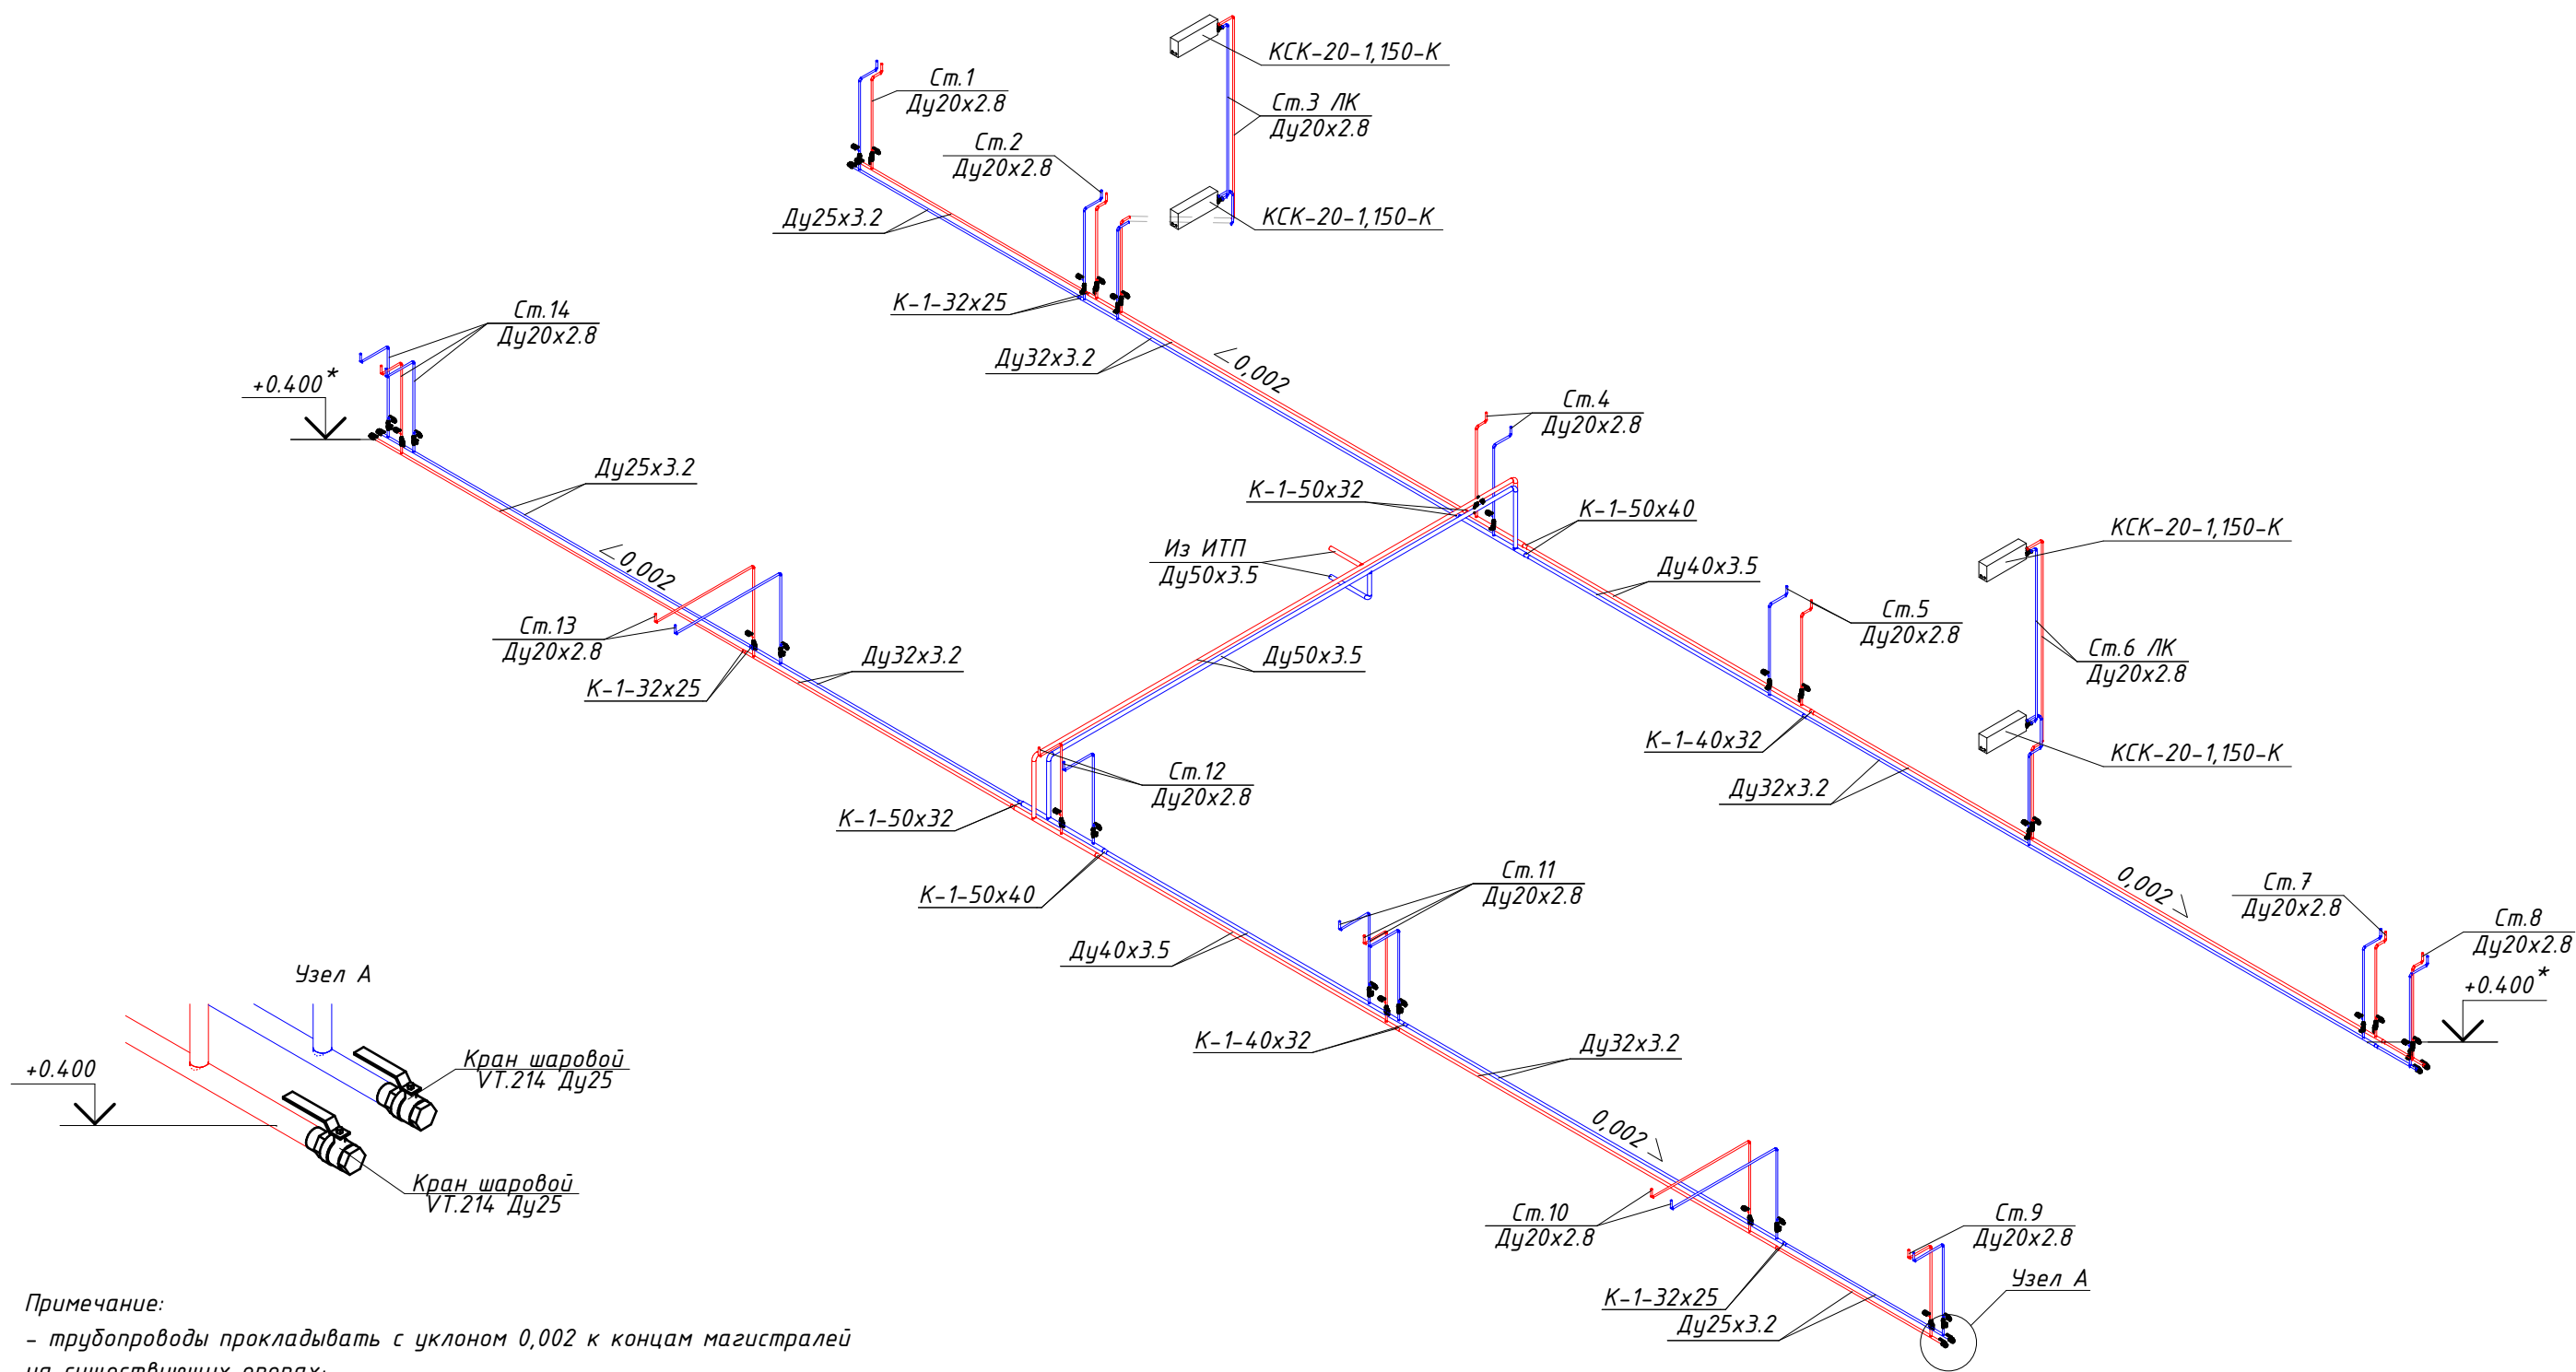 КСК-20-1,150-К
Ст.1
Ду20х2.8
Ст.3 ЛК
Ду20х2.8
Ст.2
Ду20х2.8
КСК-20-1,150-К
Ду25х3.2
К-1-32х25
Ст.14
Ду20х2.8
Ду32х3.2
0,002
+0.400*
Ст.4
Ду20х2.8
Ду25х3.2
К-1-50х32
К-1-50х40
КСК-20-1,150-К
Из ИТП
Ду50х3.5
0,002
Ду40х3.5
Ст.5
Ду20х2.8
Ст.13
Ду20х2.8
Ду32х3.2
Ду50х3.5
Ст.6 ЛК
Ду20х2.8
К-1-32х25
К-1-40х32
КСК-20-1,150-К
Ст.12
Ду20х2.8
Ду32х3.2
К-1-50х32
К-1-50х40
Ст.11
Ду20х2.8
0,002
Ст.7
Ду20х2.8
Ст.8
Ду20х2.8
Ду40х3.5
+0.400*
Узел А
К-1-40х32
Ду32х3.2
Кран шаровой
VT.214 Ду25
+0.400
0,002
Кран шаровой
VT.214 Ду25
Ст.10
Ду20х2.8
Ст.9
Ду20х2.8
Узел А
К-1-32х25
Ду25х3.2
Примечание:
- трубопроводы прокладывать с уклоном 0,002 к концам магистралей